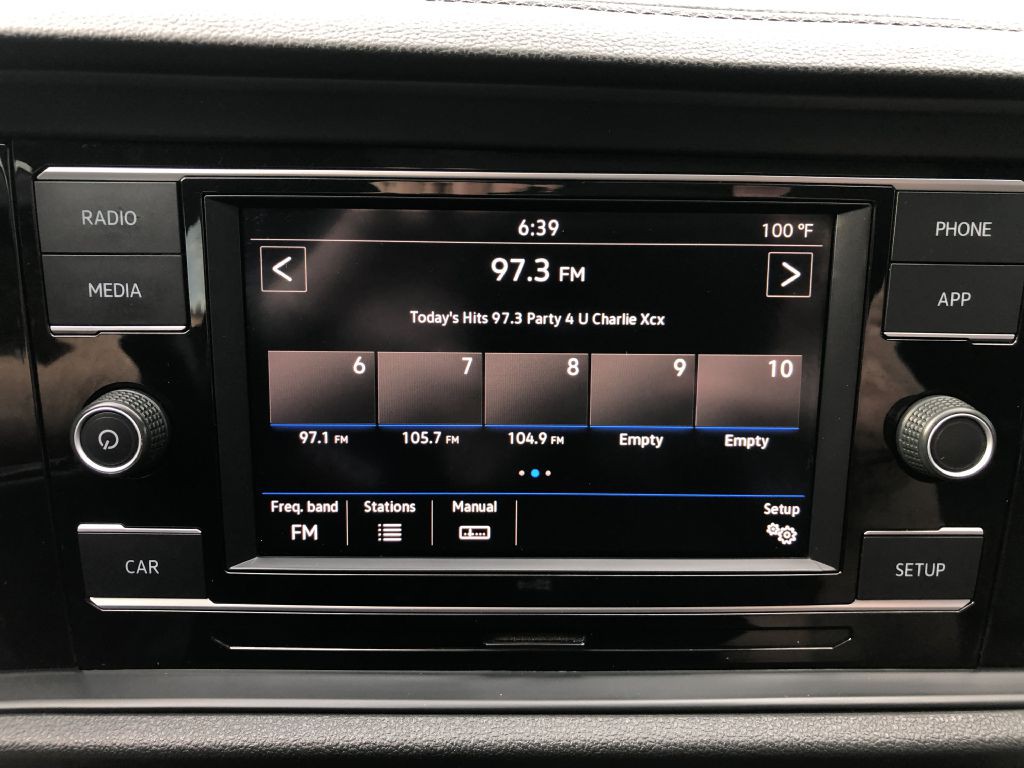 RADIO
MEDIA
CAR
6:39
100 °F
<
97.3 FM
>
Today's Hits 97.3 Party 4 U Charlie Xcx
6 7 8 9 10
97.1 FM 105.7 FM 104.9 FM Empty Empty
Freq. band Stations Manual Setup
FM
PHONE
APP
SETUP